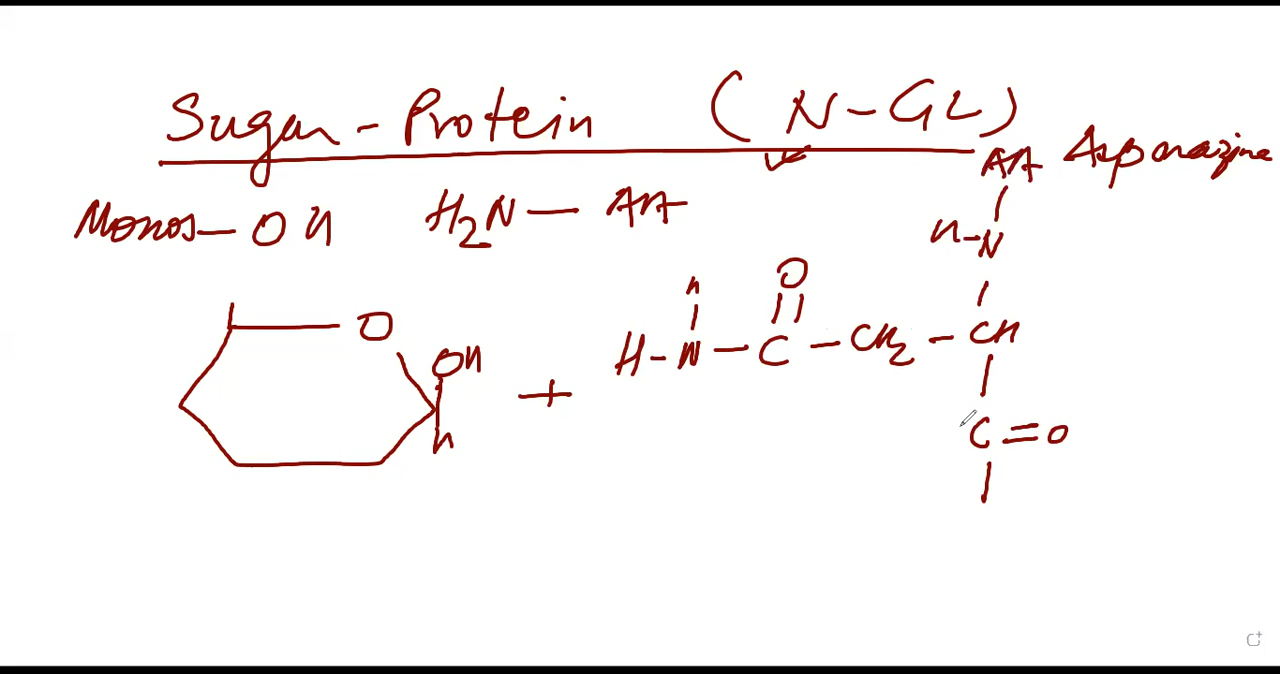 Sugar - Protein ( N - GL )
AA Asparagine
Monos - OH H2N - AA
H - N
O
H
H - N - C - CH2 - CH
O
OH
+
H
C = O